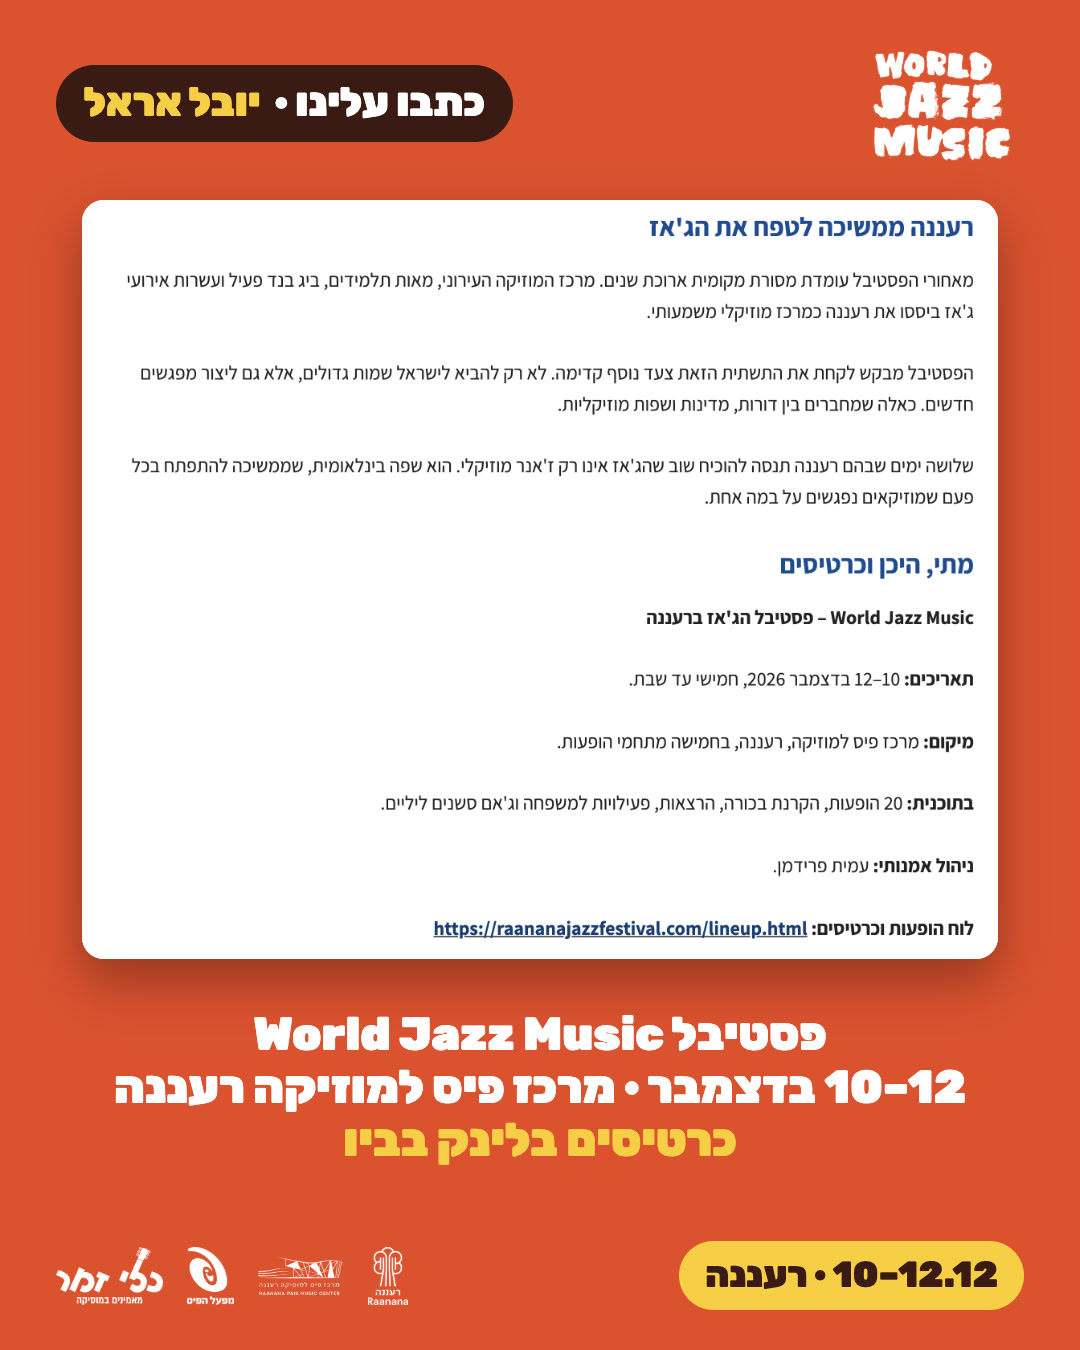 כתבו עלינו • יובל אראל
WORLD
JAZZ
MUSIC
רעננה ממשיכה לטפח את הג'אז
מאחורי הפסטיבל עומדת מסורת מקומית ארוכת שנים. מרכז המוזיקה העירוני, מאות תלמידים, ביג בנד פעיל ועשרות אירועי
ג'אז ביססו את רעננה כמרכז מוזיקלי משמעותי.
הפסטיבל מבקש לקחת את התשתית הזאת צעד נוסף קדימה. לא רק להביא לישראל שמות גדולים, אלא גם ליצור מפגשים
חדשים. כאלה שמחברים בין דורות, מדינות ושפות מוזיקליות.
שלושה ימים שבהם רעננה תנסה להוכיח שוב שהג'אז אינו רק ז'אנר מוזיקלי. הוא שפה בינלאומית, שממשיכה להתפתח בכל
פעם שמוזיקאים נפגשים על במה אחת.
מתי, היכן וכרטיסים
World Jazz Music – פסטיבל הג'אז ברעננה
תאריכים: 10–12 בדצמבר 2026, חמישי עד שבת.
מיקום: מרכז פיס למוזיקה, רעננה, בחמישה מתחמי הופעות.
בתוכנית: 20 הופעות, הקרנת בכורה, הרצאות, פעילויות למשפחה וג'אם סשנים ליליים.
ניהול אמנותי: עמית פרידמן.
לוח הופעות וכרטיסים: https://raananajazzfestival.com/lineup.html
פסטיבל World Jazz Music
10-12 בדצמבר • מרכז פיס למוזיקה רעננה
כרטיסים בלינק בביו
10-12.12 • רעננה
רעננה
Raanana
מרכז פיס למוזיקה רעננה
RAANANA PAIS MUSIC CENTER
מפעל הפיס
כלי זמר
מאמינים במוסיקה